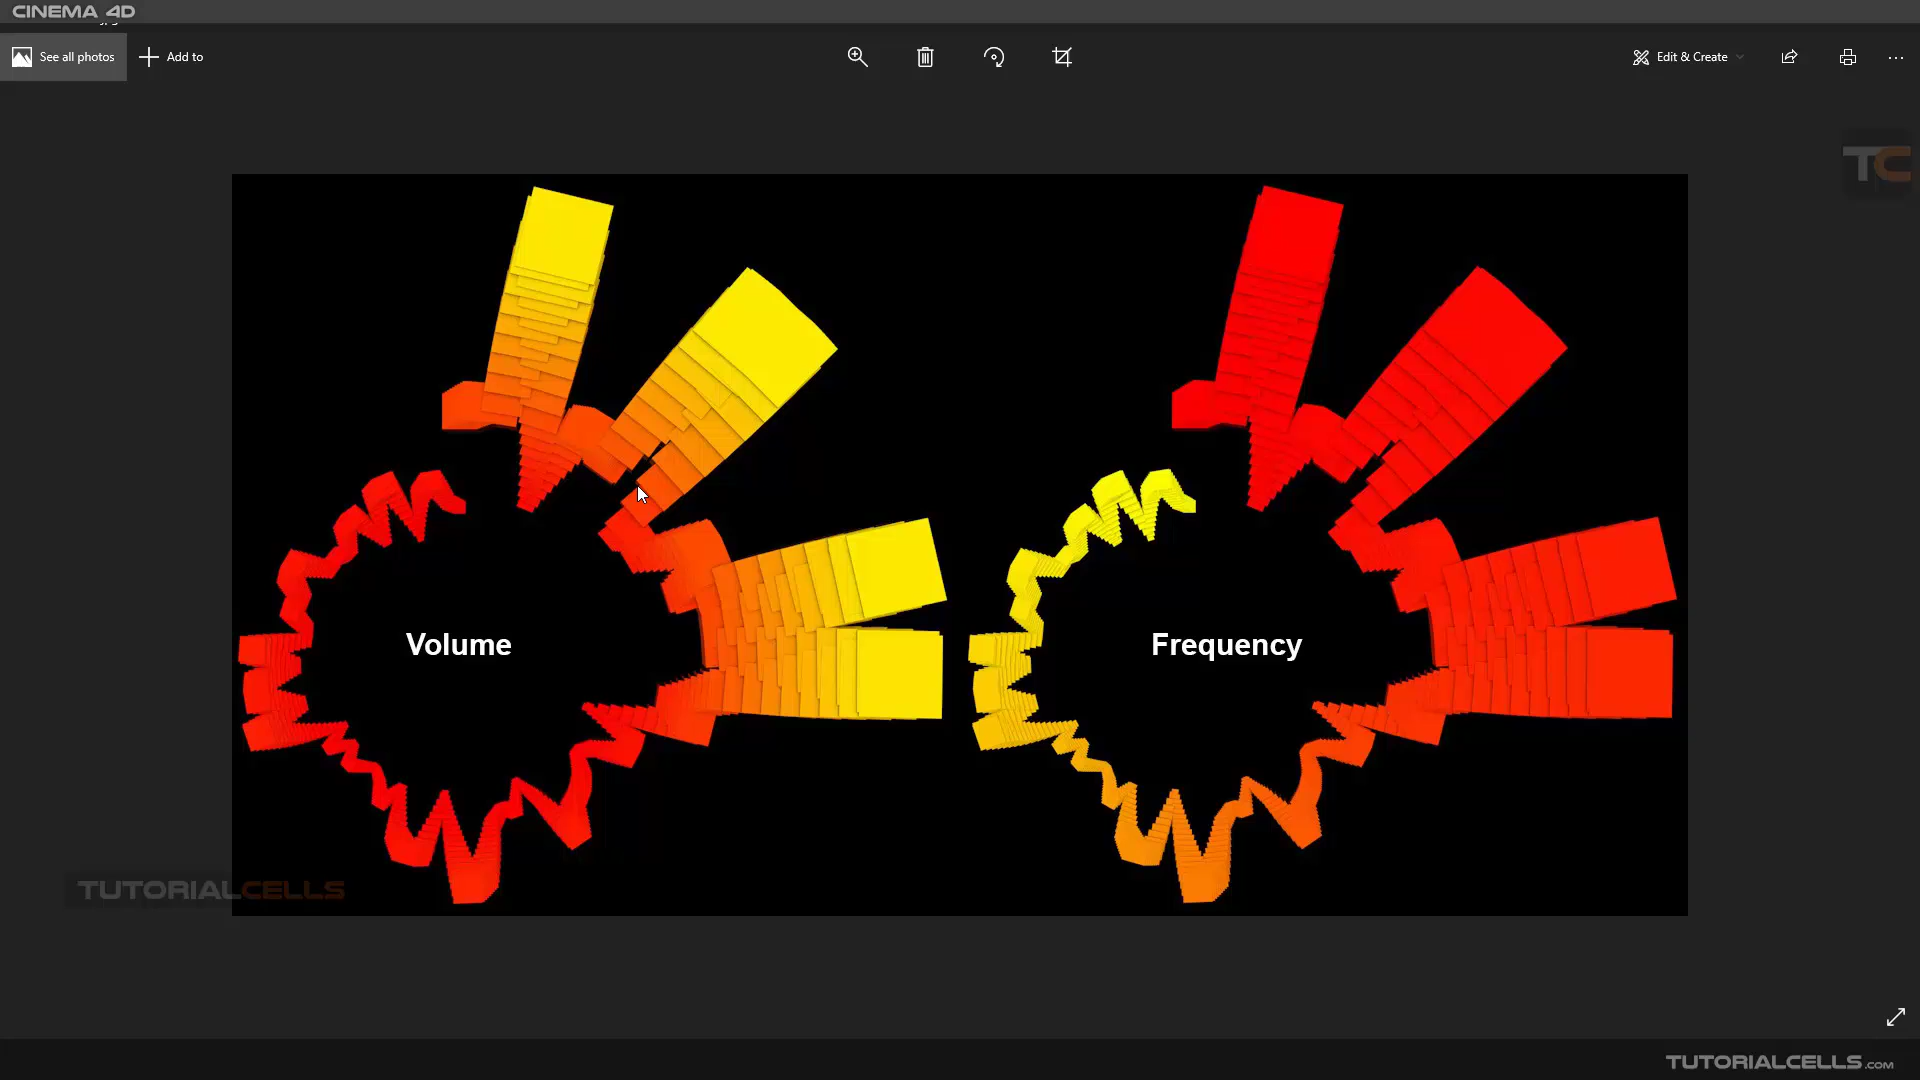 CINEMA 4D
See all photos
Add to
Edit & Create
TC
Volume
Frequency
TUTORIALCELLS
TUTORIALCELLS.COM